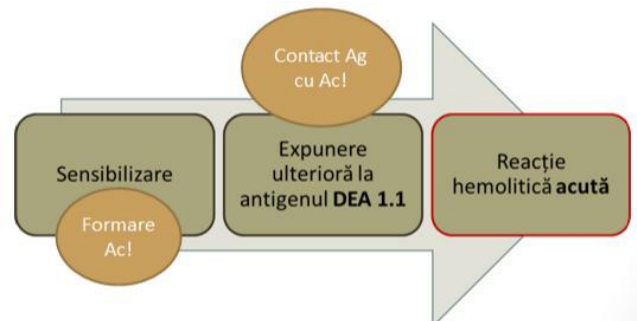 Sensibilizare
Formare
Ac!
Contact Ag
cu Ac!
Expunere
ulterioară la
antigenul DEA 1.1
Reacție
hemolitică acută